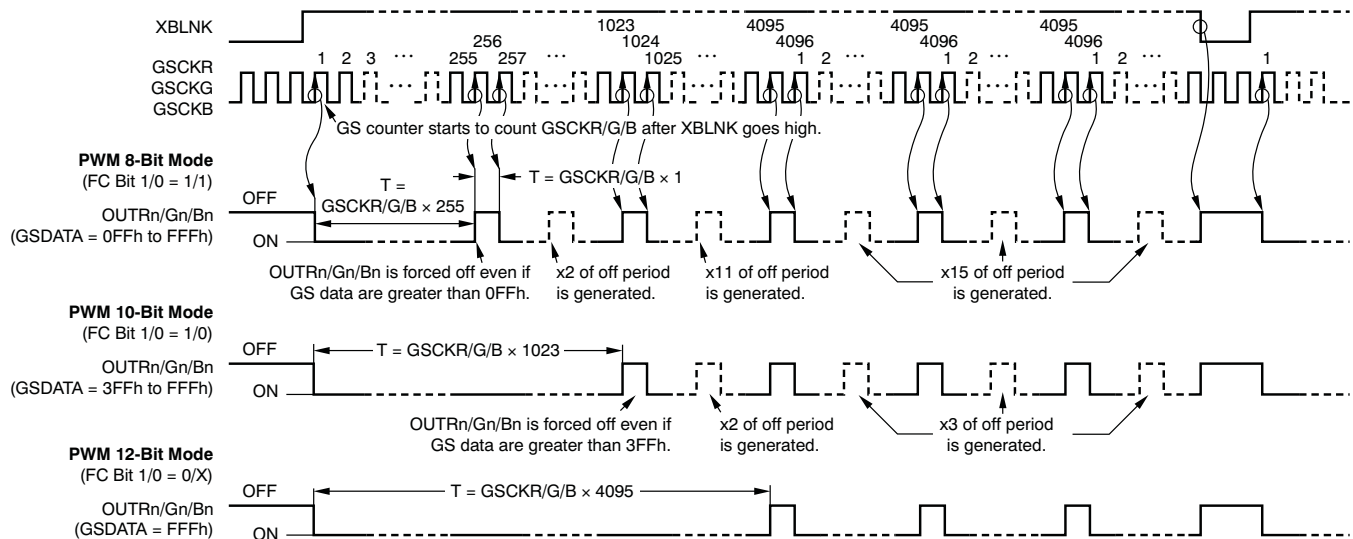 XBLNK
1023 4095 4095 4095
256 1024 4096 4096 4096
1 2 3 ... 255 257 ... 1025 ... 1 2 ... 1 2 ... 1 2 ... 1
GSCKR
GSCKG
GSCKB
GS counter starts to count GSCKR/G/B after XBLNK goes high.
PWM 8-Bit Mode
(FC Bit 1/0 = 1/1)
T =
GSCKR/G/B × 255
T = GSCKR/G/B × 1
OFF
OUTRn/Gn/Bn
(GSDATA = 0FFh to FFFh)
ON
OUTRn/Gn/Bn is forced off even if
GS data are greater than 0FFh.
x2 of off period
is generated.
x11 of off period
is generated.
x15 of off period
is generated.
PWM 10-Bit Mode
(FC Bit 1/0 = 1/0)
OFF
T = GSCKR/G/B × 1023
OUTRn/Gn/Bn
(GSDATA = 3FFh to FFFh)
ON
OUTRn/Gn/Bn is forced off even if
GS data are greater than 3FFh.
x2 of off period
is generated.
x3 of off period
is generated.
PWM 12-Bit Mode
(FC Bit 1/0 = 0/X)
OFF
T = GSCKR/G/B × 4095
OUTRn/Gn/Bn
(GSDATA = FFFh)
ON